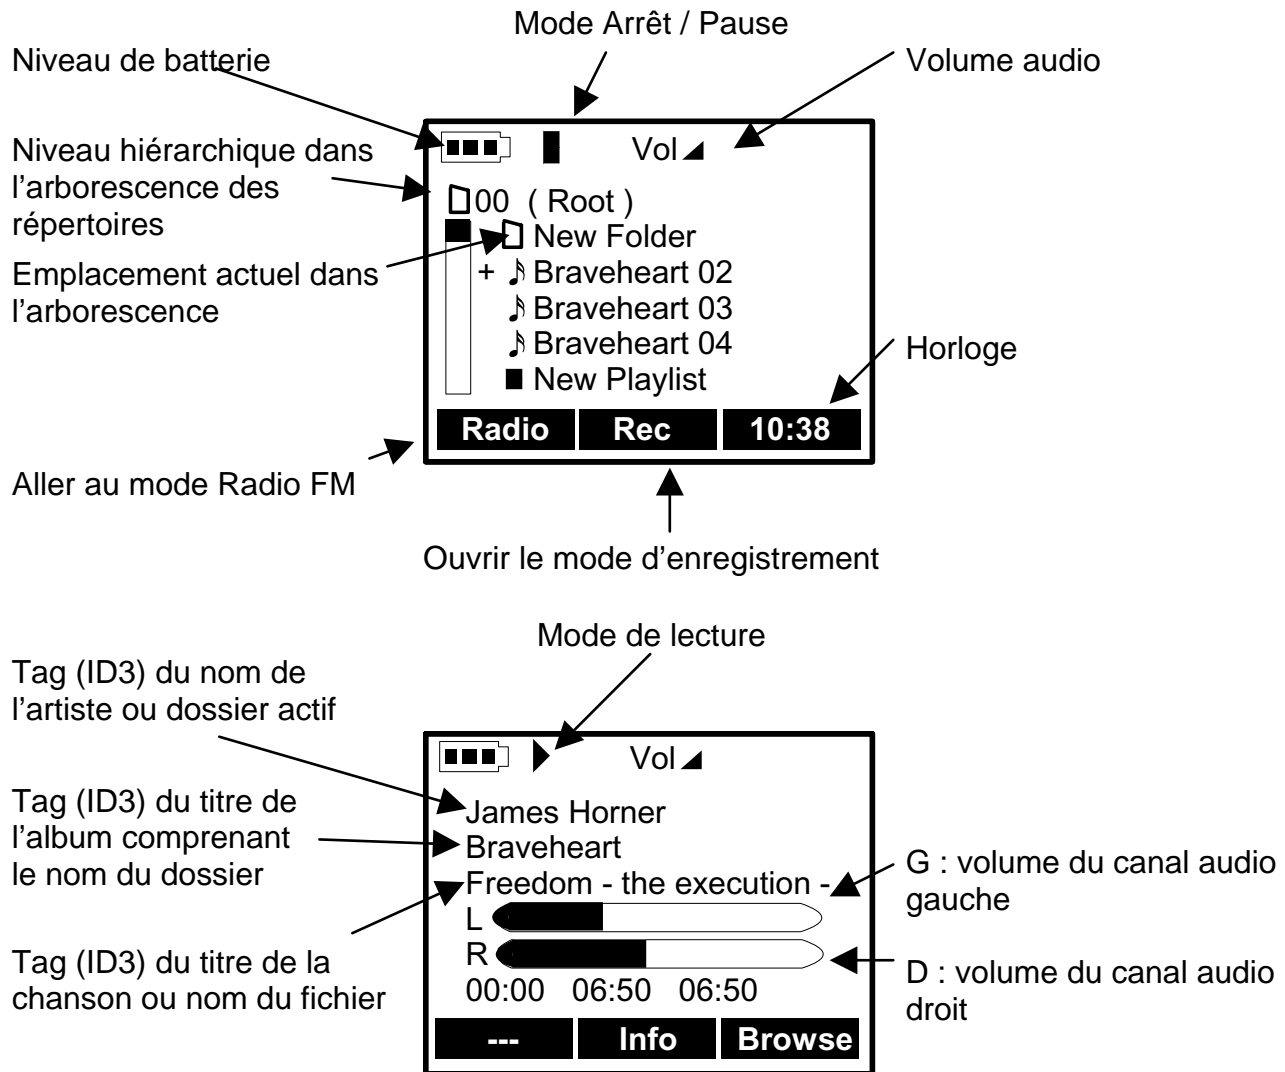 Mode Arrêt / Pause
Niveau de batterie
Volume audio
Niveau hiérarchique dans
l’arborescence des
répertoires
Emplacement actuel dans
l’arborescence
Vol
00 ( Root )
New Folder
+ Braveheart 02
Braveheart 03
Braveheart 04
New Playlist
Radio Rec 10:38
Horloge
Aller au mode Radio FM
Ouvrir le mode d’enregistrement
Mode de lecture
Tag (ID3) du nom de
l’artiste ou dossier actif
Tag (ID3) du titre de
l’album comprenant
le nom du dossier
Tag (ID3) du titre de la
chanson ou nom du fichier
Vol
James Horner
Braveheart
Freedom - the execution -
L
R
00:00 06:50 06:50
--- Info Browse
G : volume du canal audio
gauche
D : volume du canal audio
droit